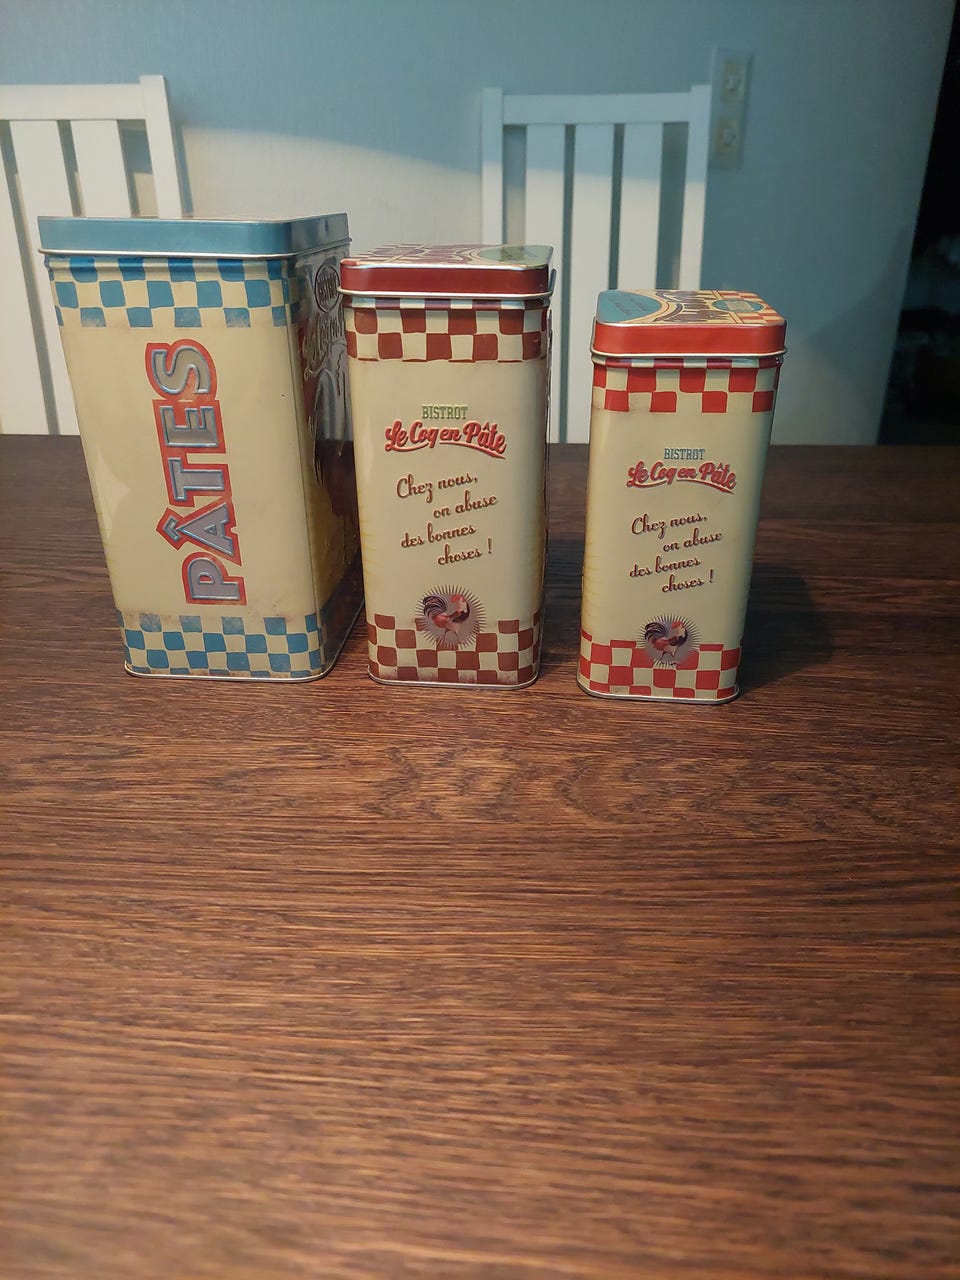 PÂTES
BISTROT
Le Coq en Pâte
Chez nous,
on abuse
des bonnes
choses !
BISTROT
Le Coq en Pâte
Chez nous,
on abuse
des bonnes
choses !